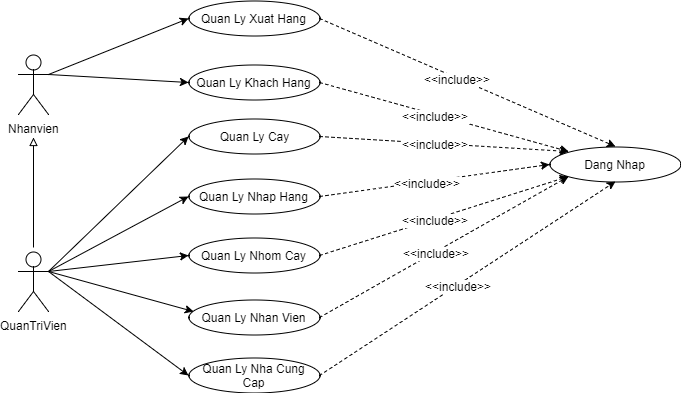 Quan Ly Xuat Hang
Quan Ly Khach Hang
<<include>>
<<include>>
Nhanvien
Quan Ly Cay
<<include>>
Dang Nhap
Quan Ly Nhap Hang
<<include>>
<<include>>
Quan Ly Nhom Cay
<<include>>
<<include>>
QuanTriVien
Quan Ly Nhan Vien
Quan Ly Nha Cung
Cap